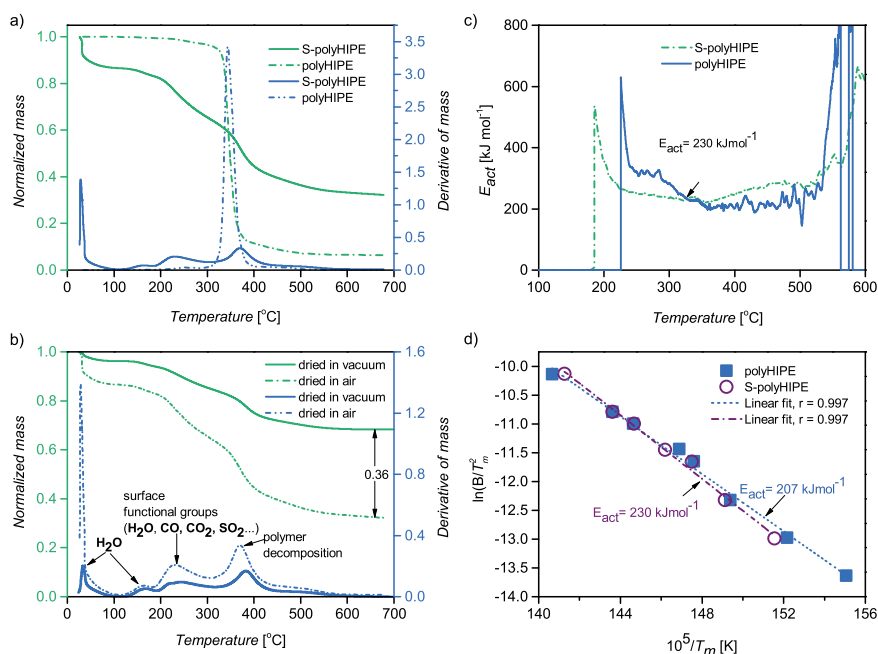 a)
1.0
0.8
0.6
0.4
0.2
0.0
Normalized mass
S-polyHIPE
polyHIPE
S-polyHIPE
polyHIPE
3.5
3.0
2.5
2.0
1.5
1.0
0.5
0.0
Derivative of mass
0 100 200 300 400 500 600 700
Temperature [°C]
c)
800
600
400
200
0
E_act [kJ mol⁻¹]
S-polyHIPE
polyHIPE
E_act= 230 kJmol⁻¹
100 200 300 400 500 600
Temperature [°C]
b)
1.0
0.8
0.6
0.4
0.2
0.0
Normalized mass
dried in vacuum
dried in air
dried in vacuum
dried in air
0.36
surface
functional groups
(H₂O, CO, CO₂, SO₂...)
H₂O
polymer
decomposition
1.6
1.2
0.8
0.4
0.0
Derivative of mass
0 100 200 300 400 500 600 700
Temperature [°C]
d)
-10.0
-10.5
-11.0
-11.5
-12.0
-12.5
-13.0
-13.5
-14.0
ln(B/T²ₘ)
polyHIPE
S-polyHIPE
Linear fit, r = 0.997
Linear fit, r = 0.997
E_act= 207 kJmol⁻¹
E_act= 230 kJmol⁻¹
140 144 148 152 156
10⁵/Tₘ [K]